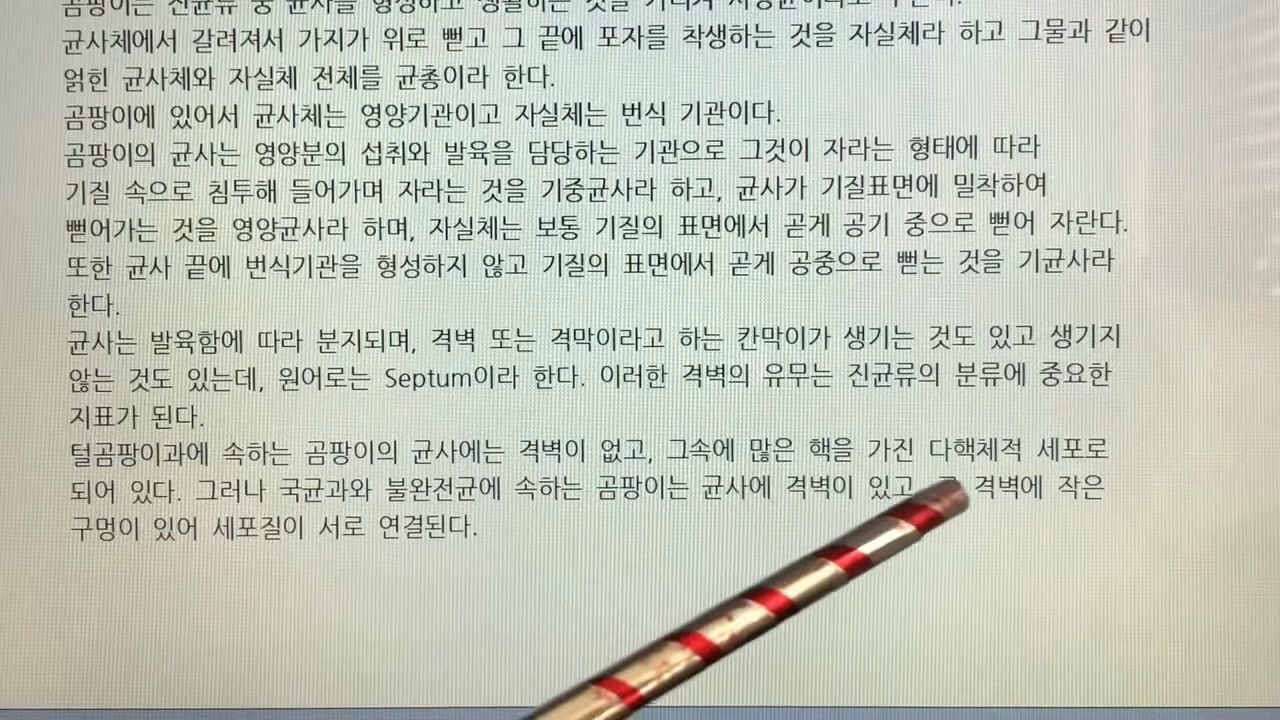 곰팡이는 진균류 중 균사를 형성하고 생활하는 것을
균사체에서 갈려져서 가지가 위로 뻗고 그 끝에 포자를 착생하는 것을 자실체라 하고 그물과 같이
얽힌 균사체와 자실체 전체를 균총이라 한다.
곰팡이에 있어서 균사체는 영양기관이고 자실체는 번식 기관이다.
곰팡이의 균사는 영양분의 섭취와 발육을 담당하는 기관으로 그것이 자라는 형태에 따라
기질 속으로 침투해 들어가며 자라는 것을 기중균사라 하고, 균사가 기질표면에 밀착하여
뻗어가는 것을 영양균사라 하며, 자실체는 보통 기질의 표면에서 곧게 공기 중으로 뻗어 자란다.
또한 균사 끝에 번식기관을 형성하지 않고 기질의 표면에서 곧게 공중으로 뻗는 것을 기균사라
한다.
균사는 발육함에 따라 분지되며, 격벽 또는 격막이라고 하는 칸막이가 생기는 것도 있고 생기지
않는 것도 있는데, 원어로는 Septum이라 한다. 이러한 격벽의 유무는 진균류의 분류에 중요한
지표가 된다.
털곰팡이과에 속하는 곰팡이의 균사에는 격벽이 없고, 그속에 많은 핵을 가진 다핵체적 세포로
되어 있다. 그러나 국균과와 불완전균에 속하는 곰팡이는 균사에 격벽이 있고 격벽에 작은
구멍이 있어 세포질이 서로 연결된다.